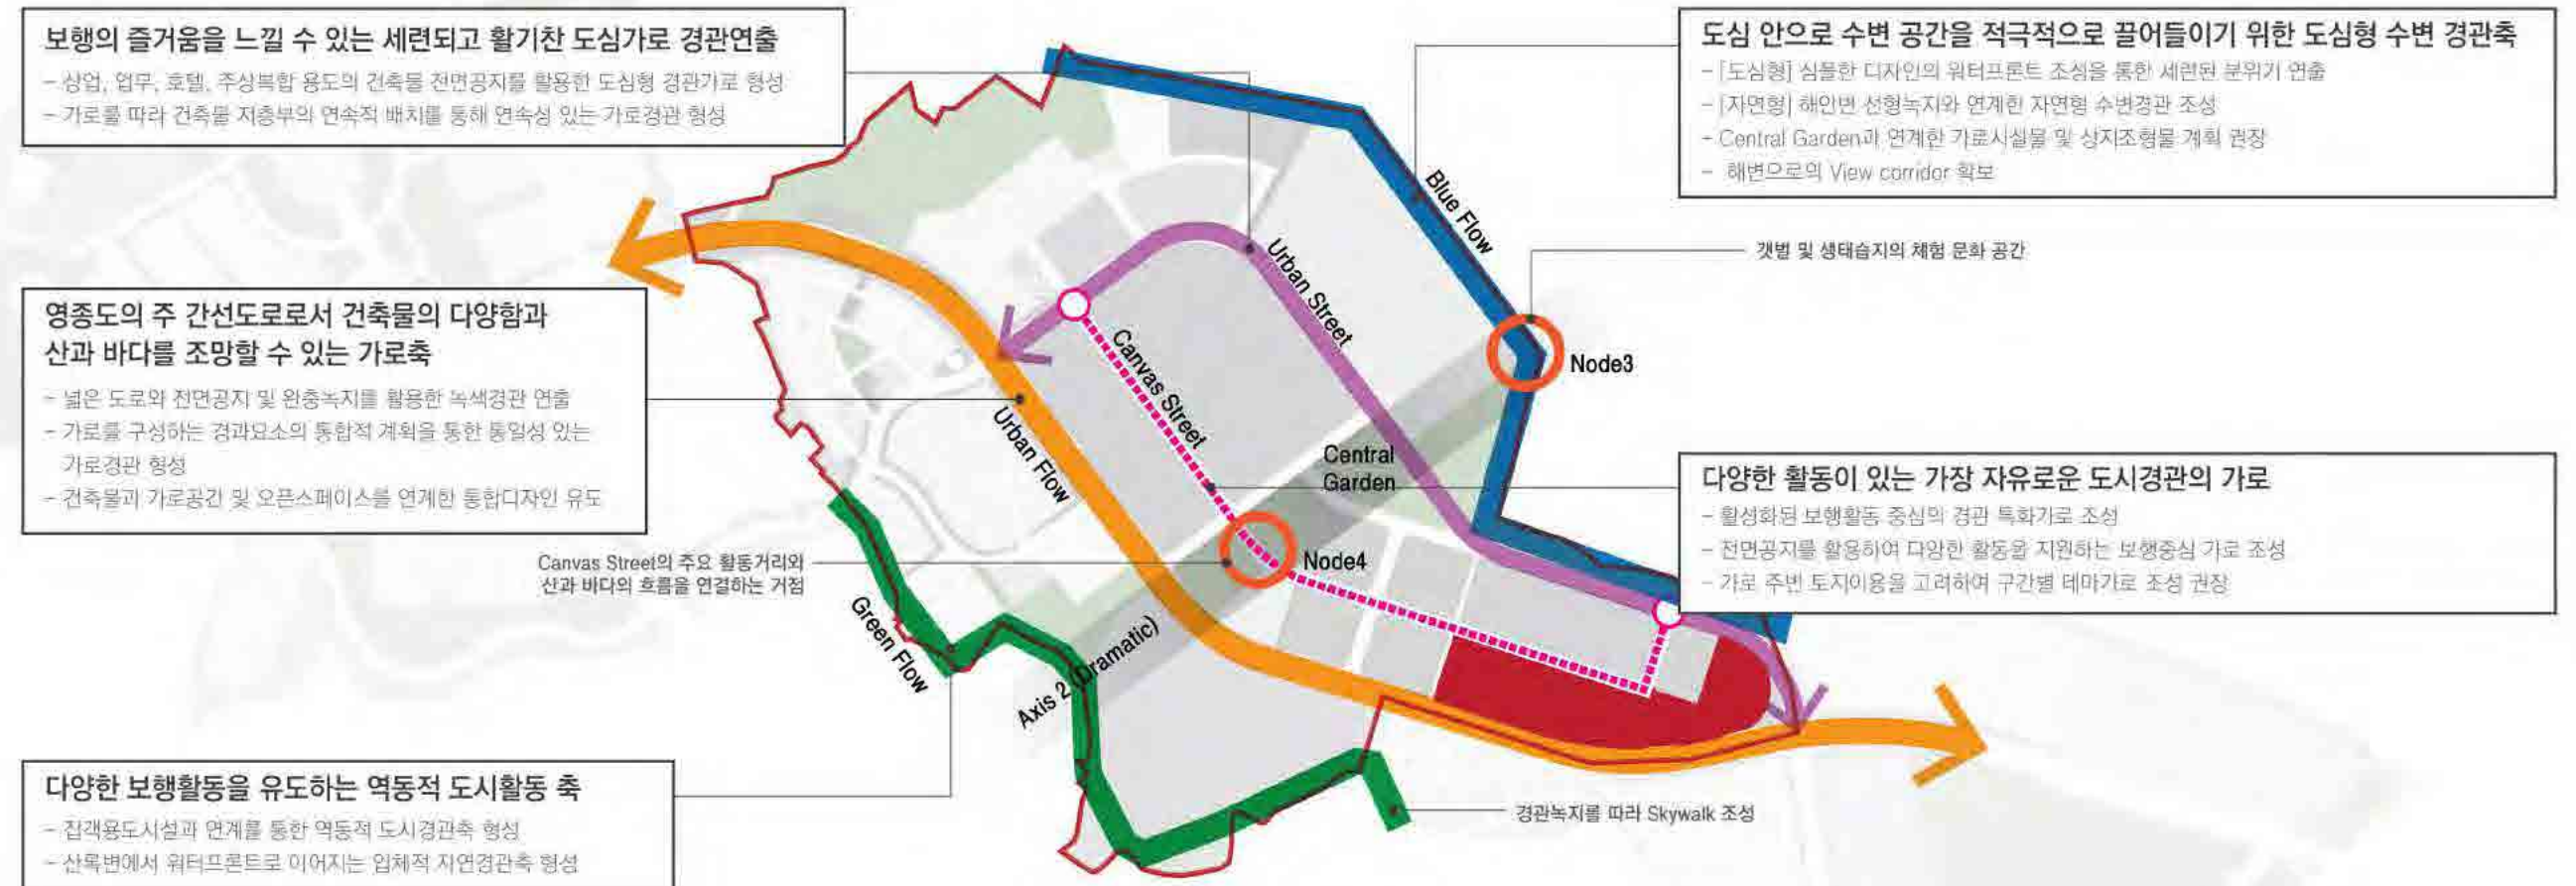 보행의 즐거움을 느낄 수 있는 세련되고 활기찬 도심가로 경관연출
- 상업, 업무, 호텔, 주상복합 용도의 건축물 전면공지를 활용한 도심형 경관가로 형성
- 가로를 따라 건축물 저층부의 연속적 배치를 통해 연속성 있는 가로경관 형성
도심 안으로 수변 공간을 적극적으로 끌어들이기 위한 도심형 수변 경관축
- [도심형] 심플한 디자인의 워터프론트 조성을 통한 세련된 분위기 연출
- [자연형] 해안변 선형녹지와 연계한 자연형 수변경관 조성
- Central Garden과 연계한 가로시설물 및 상지조형물 계획 권장
- 해변으로의 View corridor 확보
갯벌 및 생태습지의 체험 문화 공간
영종도의 주 간선도로로서 건축물의 다양함과
산과 바다를 조망할 수 있는 가로축
- 넓은 도로와 전면공지 및 완충녹지를 활용한 녹색경관 연출
- 가로를 구성하는 경과요소의 통합적 계획을 통한 통일성 있는
가로경관 형성
- 건축물과 가로공간 및 오픈스페이스를 연계한 통합디자인 유도
Blue Flow
Urban Street
Node3
Canvas Street
Urban Flow
Central
Garden
다양한 활동이 있는 가장 자유로운 도시경관의 가로
- 활성화된 보행활동 중심의 경관 특화가로 조성
- 전면공지를 활용하여 다양한 활동을 지원하는 보행중심 가로 조성
- 가로 주변 토지이용을 고려하여 구간별 테마가로 조성 권장
Canvas Street의 주요 활동거리와
산과 바다의 흐름을 연결하는 거점
Node4
Green Flow
Axis 2 (Dramatic)
다양한 보행활동을 유도하는 역동적 도시활동 축
- 집객용도시설과 연계를 통한 역동적 도시경관축 형성
- 산록변에서 워터프론트로 이어지는 입체적 자연경관축 형성
경관녹지를 따라 Skywalk 조성